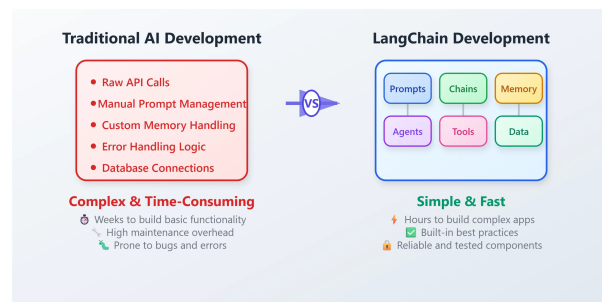 Traditional AI Development
Raw API Calls
Manual Prompt Management
Custom Memory Handling
Error Handling Logic
Database Connections
Complex & Time-Consuming
Weeks to build basic functionality
High maintenance overhead
Prone to bugs and errors
VS
LangChain Development
Prompts Chains Memory
Agents Tools Data
Simple & Fast
Hours to build complex apps
Built-in best practices
Reliable and tested components